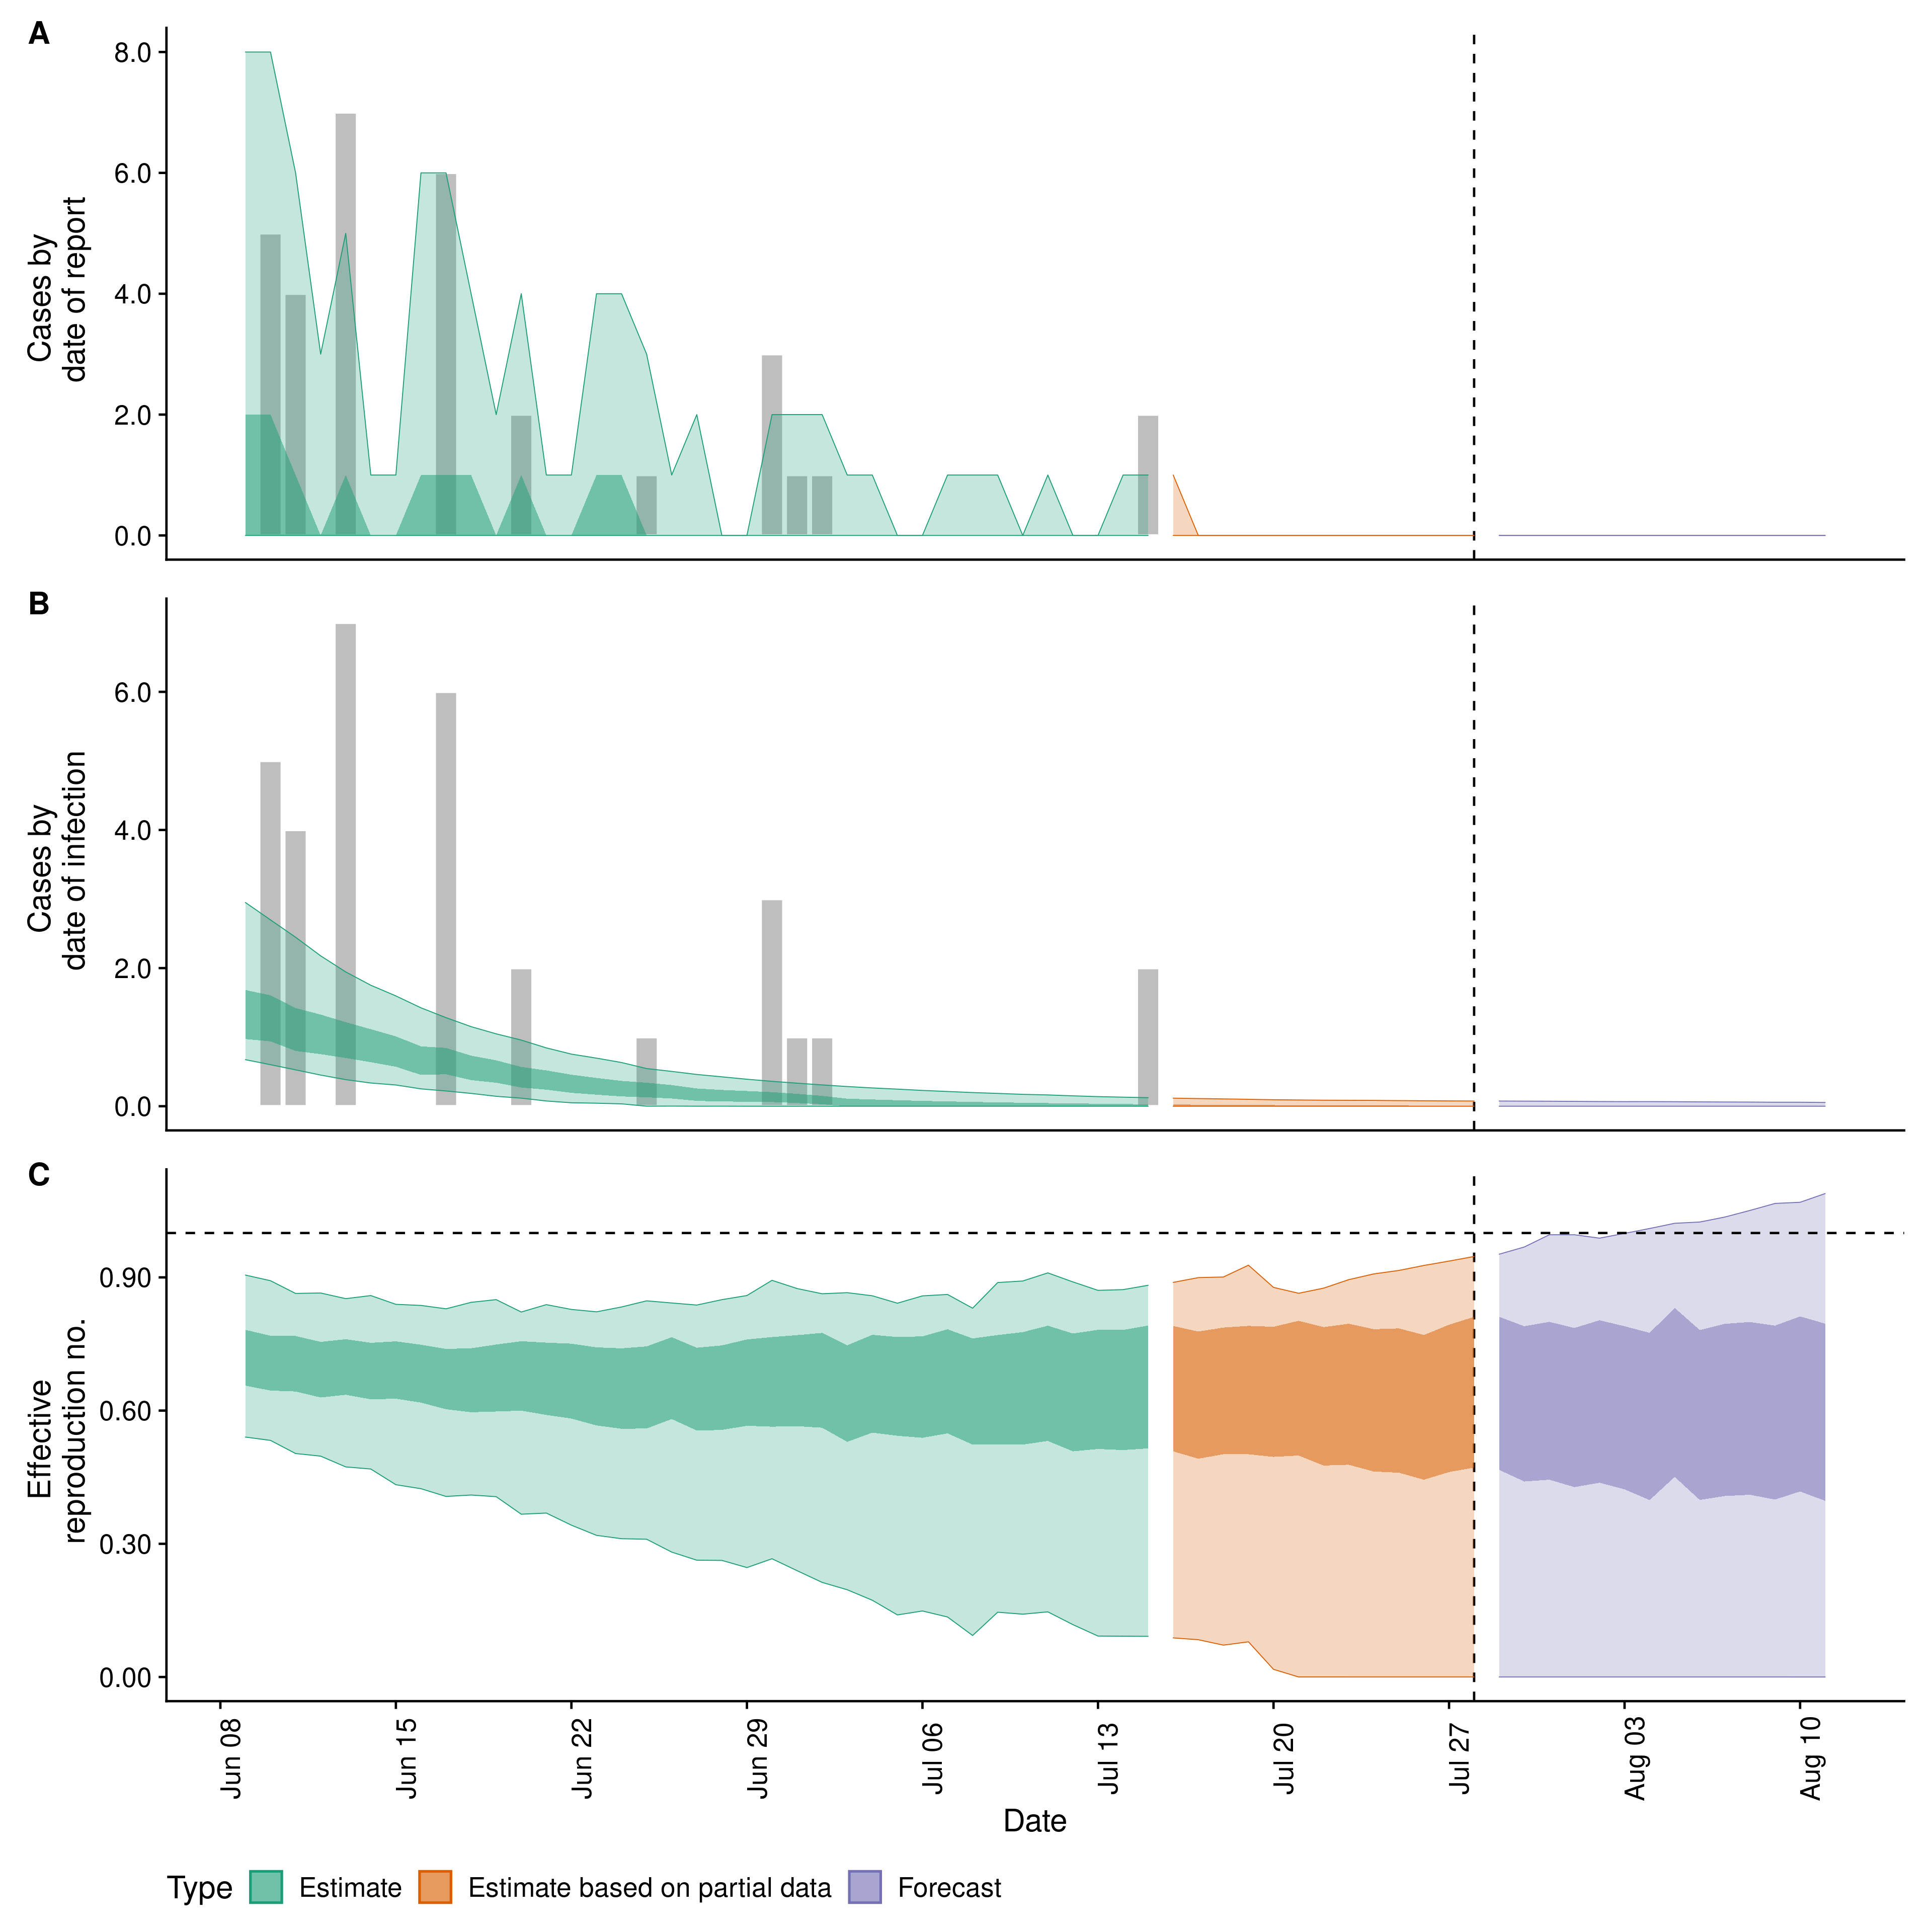 A
8.0
6.0
4.0
2.0
0.0
Cases by
date of report
B
6.0
4.0
2.0
0.0
Cases by
date of infection
C
0.90
0.60
0.30
0.00
Effective
reproduction no.
Jun 08
Jun 15
Jun 22
Jun 29
Jul 06
Jul 13
Jul 20
Jul 27
Aug 03
Aug 10
Date
Type Estimate Estimate based on partial data Forecast